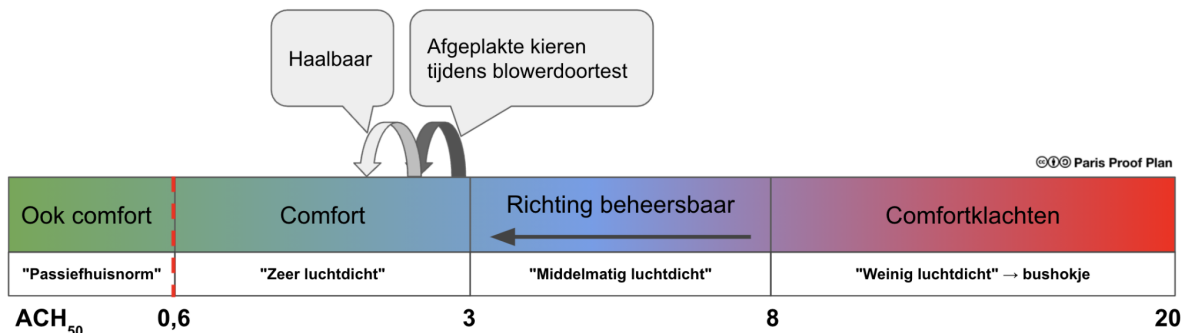 Haalbaar
Afgeplakte kieren
tijdens blowerdoortest
Paris Proof Plan
Ook comfort
Comfort
Richting beheersbaar
Comfortklachten
"Passiefhuisnorm"
"Zeer luchtdicht"
"Middelmatig luchtdicht"
"Weinig luchtdicht" → bushokje
ACH50 0,6 3 8 20